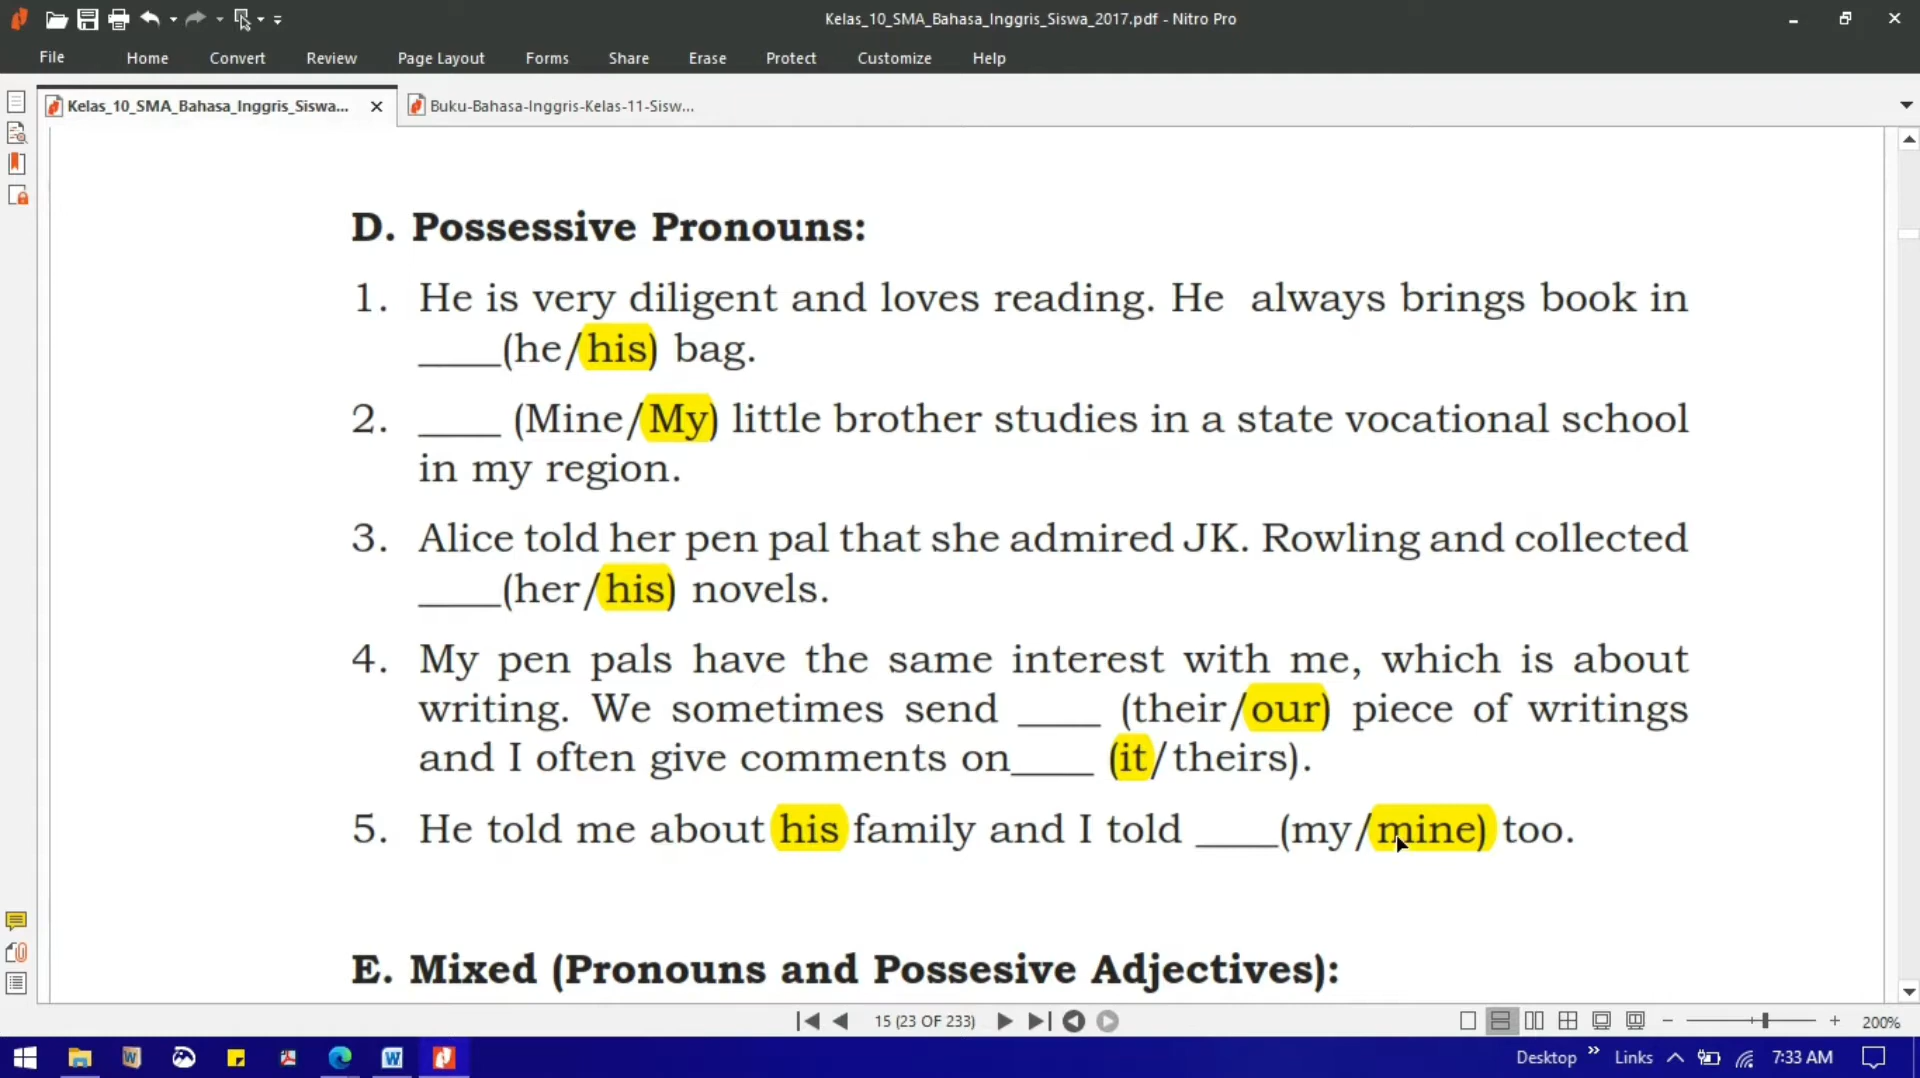 Kelas_10_SMA_Bahasa_Inggris_Siswa_2017.pdf - Nitro Pro
File Home Convert Review Page Layout Forms Share Erase Protect Customize Help
Kelas_10_SMA_Bahasa_Inggris_Siswa... Buku-Bahasa-Inggris-Kelas-11-Sisw...
D. Possessive Pronouns:
1. He is very diligent and loves reading. He always brings book in
____(he/his) bag.
2. ____ (Mine/My) little brother studies in a state vocational school
in my region.
3. Alice told her pen pal that she admired JK. Rowling and collected
____(her/his) novels.
4. My pen pals have the same interest with me, which is about
writing. We sometimes send ____ (their/our) piece of writings
and I often give comments on____ (it/theirs).
5. He told me about his family and I told ____(my/mine) too.
E. Mixed (Pronouns and Possesive Adjectives):
15 (23 OF 233) 200%
Desktop Links 7:33 AM